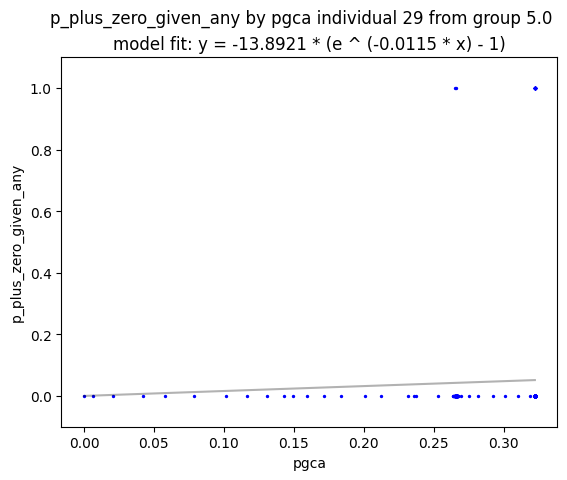 p_plus_zero_given_any by pgca individual 29 from group 5.0
model fit: y = -13.8921 * (e ^ (-0.0115 * x) - 1)
1.0
0.8
0.6
0.4
0.2
0.0
p_plus_zero_given_any
0.00 0.05 0.10 0.15 0.20 0.25 0.30
pgca